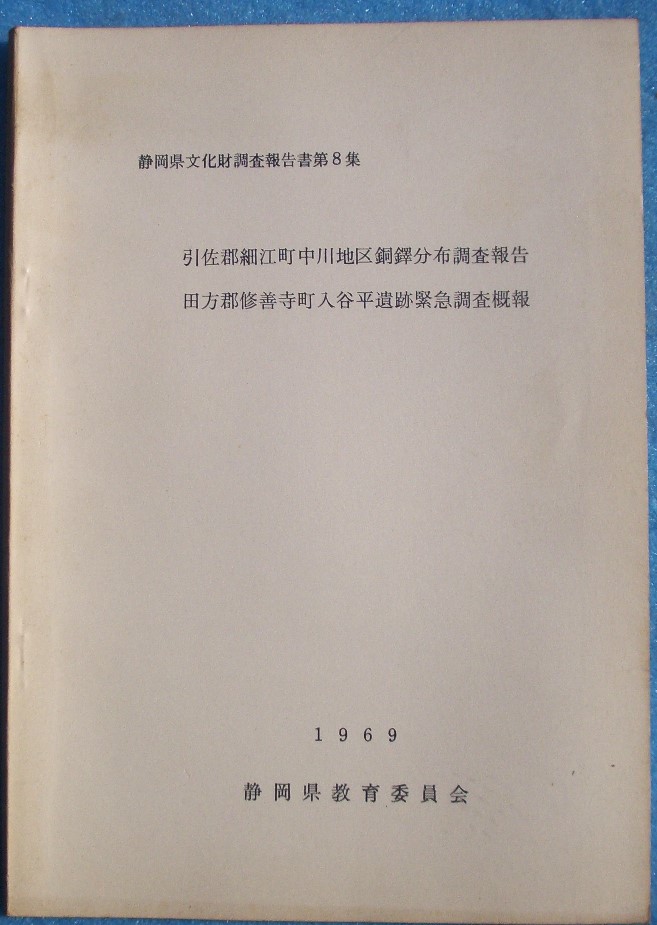 静岡県文化財調査報告書第8集
引佐郡細江町中川地区銅鐸分布調査報告
田方郡修善寺町入谷平遺跡緊急調査概報
1969
静岡県教育委員会